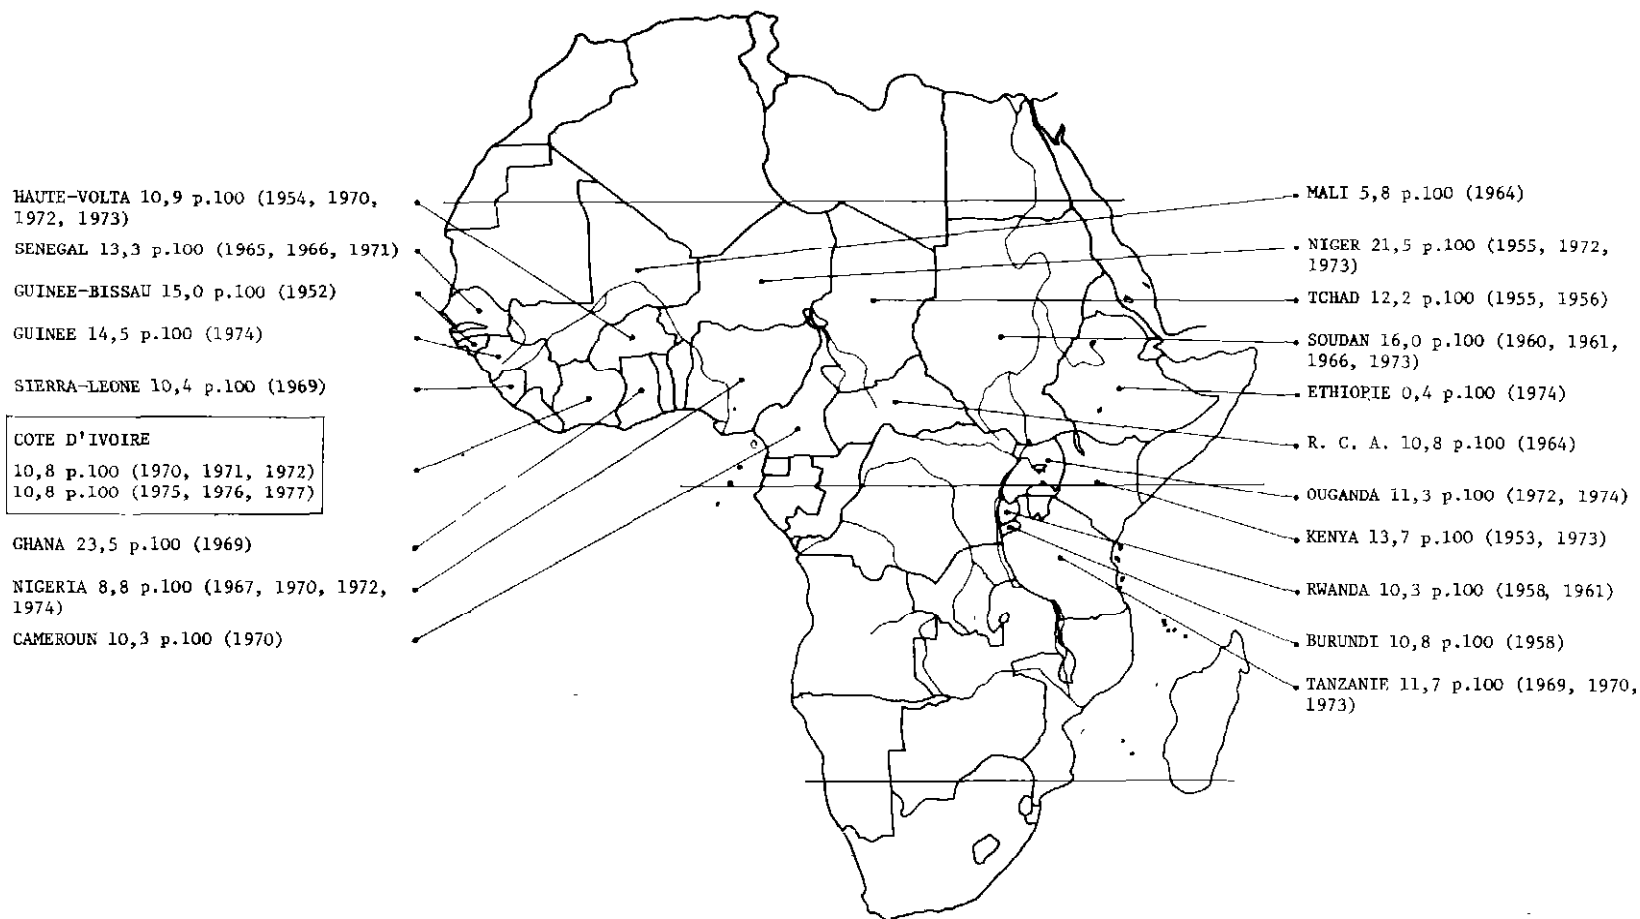 HAUTE-VOLTA 10,9 p.100 (1954, 1970,
1972, 1973)
SENEGAL 13,3 p.100 (1965, 1966, 1971)
GUINEE-BISSAU 15,0 p.100 (1952)
GUINEE 14,5 p.100 (1974)
SIERRA-LEONE 10,4 p.100 (1969)
COTE D'IVOIRE
10,8 p.100 (1970, 1971, 1972)
10,8 p.100 (1975, 1976, 1977)
GHANA 23,5 p.100 (1969)
NIGERIA 8,8 p.100 (1967, 1970, 1972,
1974)
CAMEROUN 10,3 p.100 (1970)
MALI 5,8 p.100 (1964)
NIGER 21,5 p.100 (1955, 1972,
1973)
TCHAD 12,2 p.100 (1955, 1956)
SOUDAN 16,0 p.100 (1960, 1961,
1966, 1973)
ETHIOPIE 0,4 p.100 (1974)
R. C. A. 10,8 p.100 (1964)
OUGANDA 11,3 p.100 (1972, 1974)
KENYA 13,7 p.100 (1953, 1973)
RWANDA 10,3 p.100 (1958, 1961)
BURUNDI 10,8 p.100 (1958)
TANZANIE 11,7 p.100 (1969, 1970,
1973)